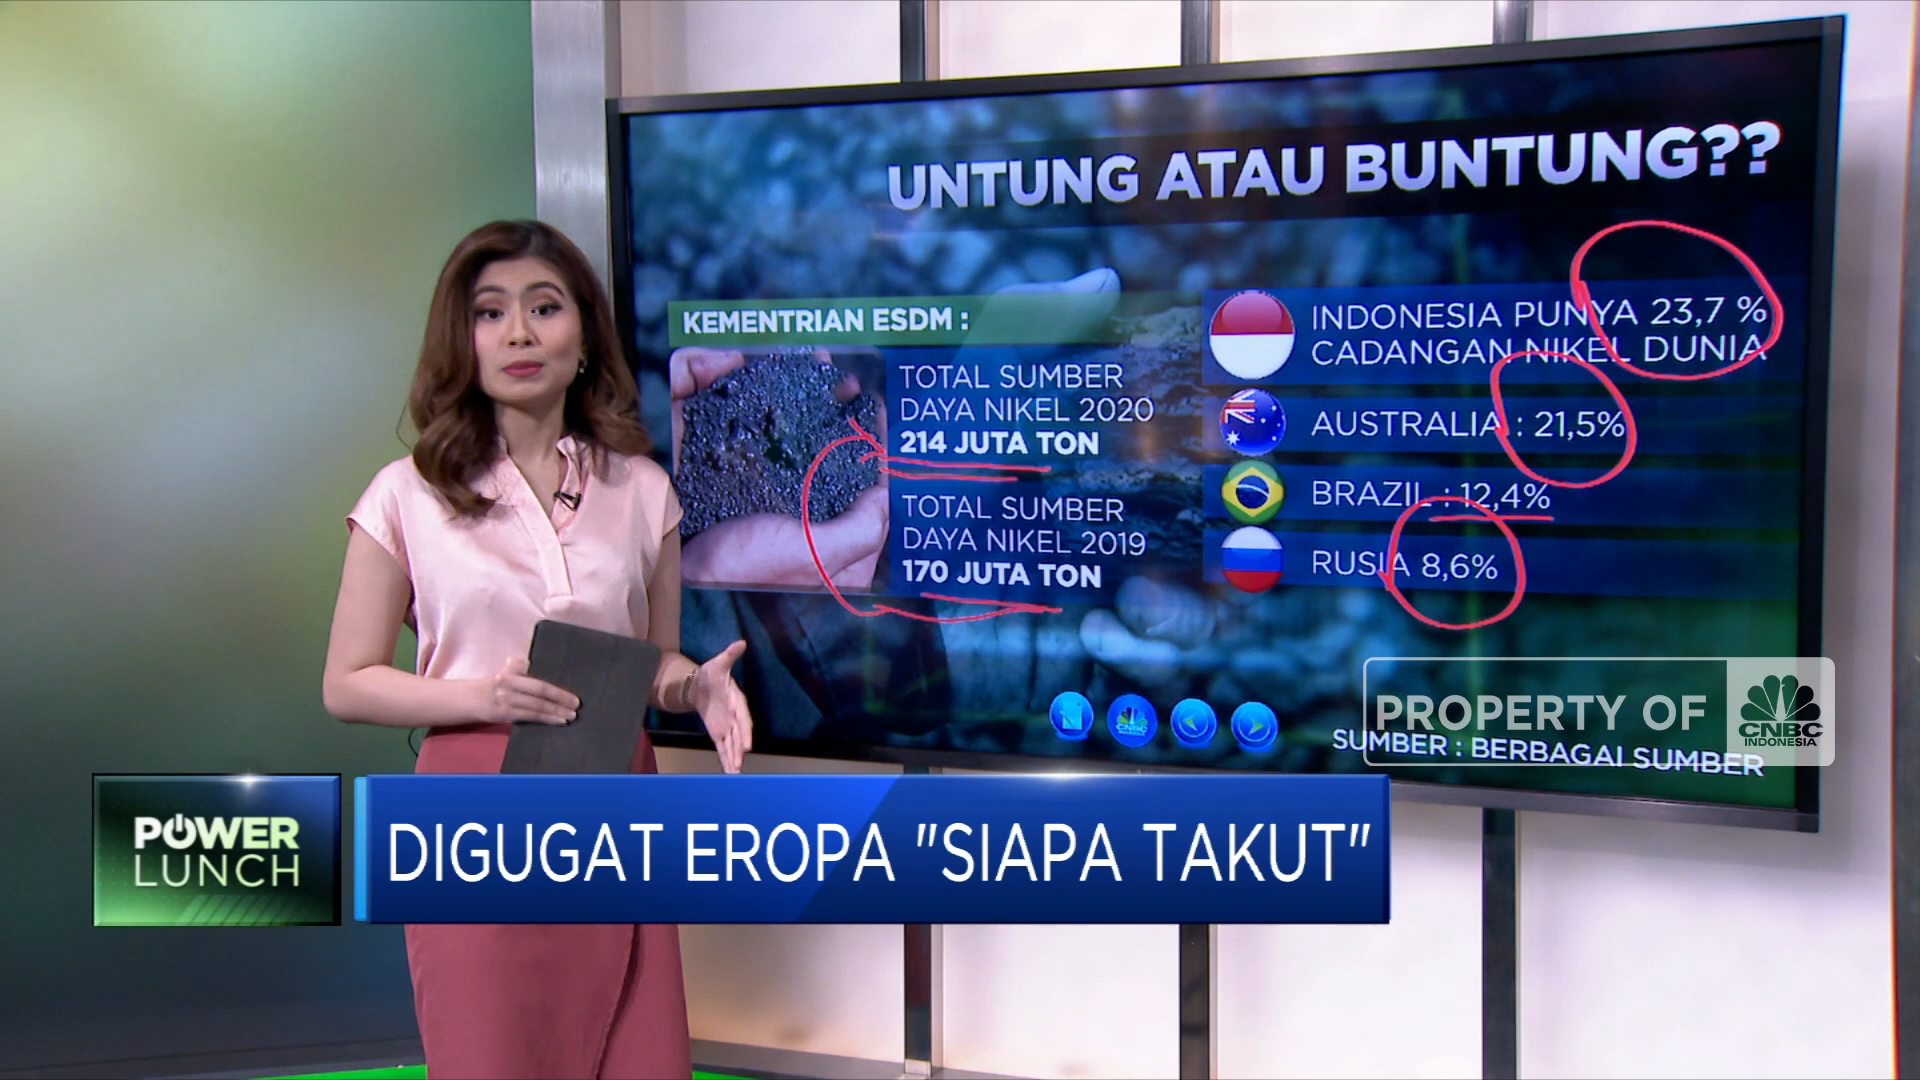 UNTUNG ATAU BUNTUNG??
KEMENTRIAN ESDM :
TOTAL SUMBER
DAYA NIKEL 2020
214 JUTA TON
TOTAL SUMBER
DAYA NIKEL 2019
170 JUTA TON
INDONESIA PUNYA 23,7 %
CADANGAN NIKEL DUNIA
AUSTRALIA : 21,5%
BRAZIL : 12,4%
RUSIA 8,6%
CNBC
INDONESIA
PROPERTY OF
CNBC
INDONESIA
SUMBER : BERBAGAI SUMBER
POWER
LUNCH
DIGUGAT EROPA "SIAPA TAKUT"